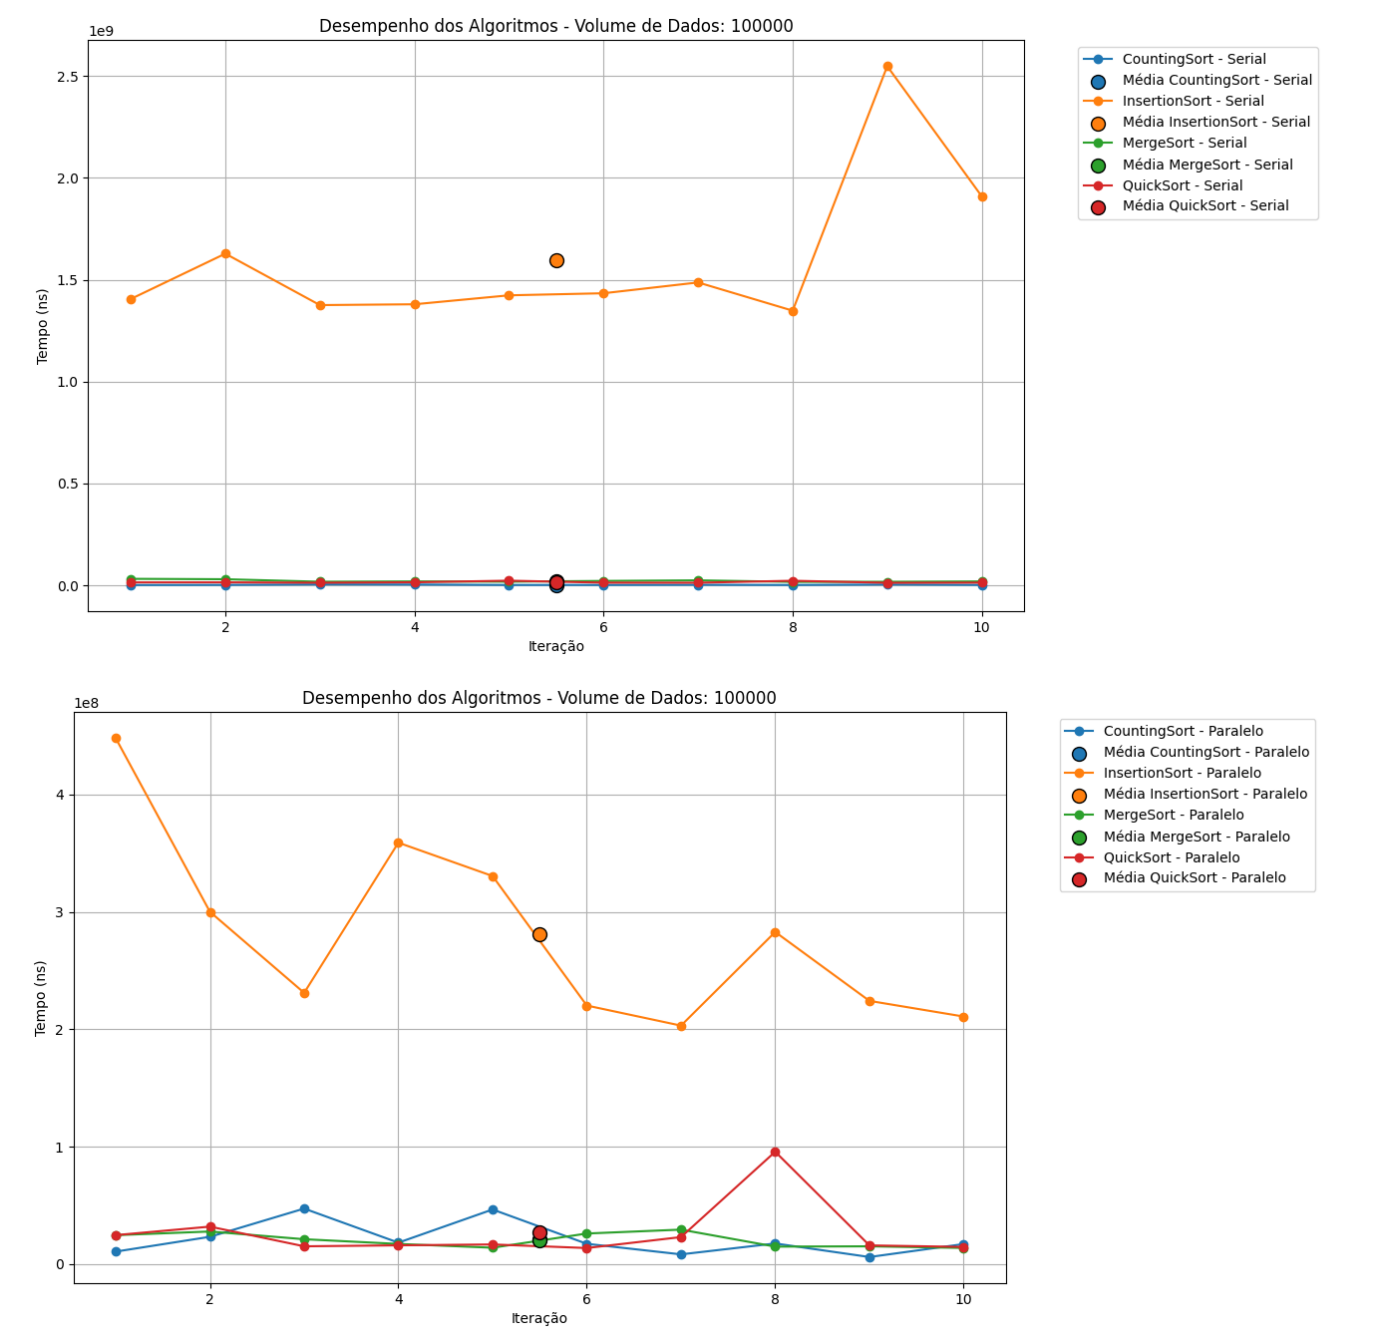 Desempenho dos Algoritmos - Volume de Dados: 100000
1e9
2.5
2.0
1.5
1.0
0.5
0.0
Tempo (ns)
2
4
6
8
10
Iteração
CountingSort - Serial
Média CountingSort - Serial
InsertionSort - Serial
Média InsertionSort - Serial
MergeSort - Serial
Média MergeSort - Serial
QuickSort - Serial
Média QuickSort - Serial
Desempenho dos Algoritmos - Volume de Dados: 100000
1e8
4
3
2
1
0
Tempo (ns)
2
4
6
8
10
Iteração
CountingSort - Paralelo
Média CountingSort - Paralelo
InsertionSort - Paralelo
Média InsertionSort - Paralelo
MergeSort - Paralelo
Média MergeSort - Paralelo
QuickSort - Paralelo
Média QuickSort - Paralelo